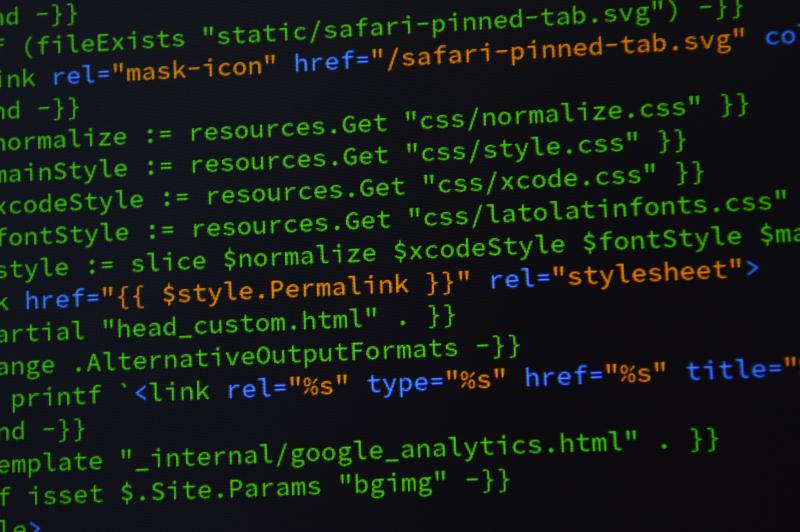 nd -}}
f (fileExists "static/safari-pinned-tab.svg") -}}
ink rel="mask-icon" href="/safari-pinned-tab.svg" co
nd -}}
normalize := resources.Get "css/normalize.css" }}
mainStyle := resources.Get "css/style.css" }}
xcodeStyle := resources.Get "css/xcode.css" }}
fontStyle := resources.Get "css/latolatinfonts.css"
style := slice $normalize $xcodeStyle $fontStyle $ma
k href="{{ $style.Permalink }}" rel="stylesheet">
artial "head_custom.html" . }}
ange .AlternativeOutputFormats -}}
printf `<link rel="%s" type="%s" href="%s" title="
nd -}}
emplate "_internal/google_analytics.html" . }}
f isset $.Site.Params "bgimg" -}}
le>